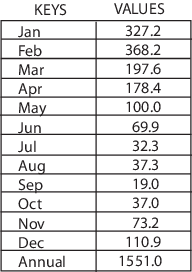 KEYS VALUES
Jan 327.2
Feb 368.2
Mar 197.6
Apr 178.4
May 100.0
Jun 69.9
Jul 32.3
Aug 37.3
Sep 19.0
Oct 37.0
Nov 73.2
Dec 110.9
Annual 1551.0